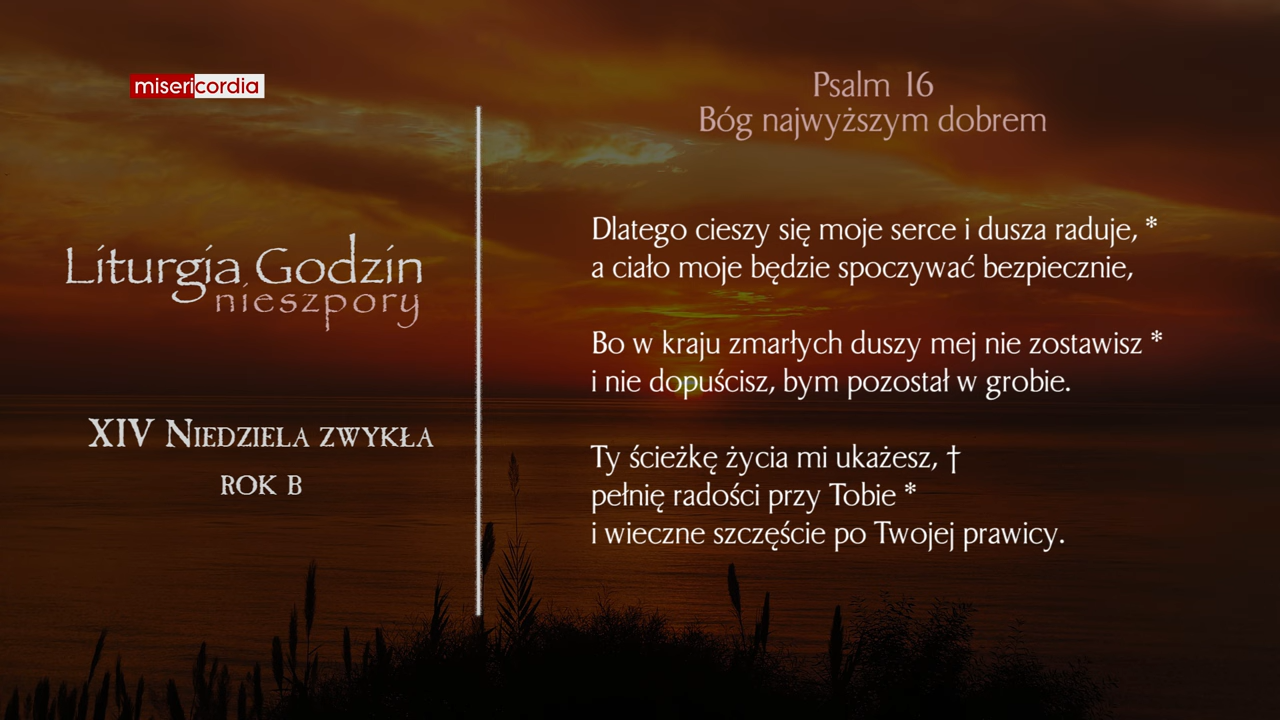 misericordia
Liturgia Godzin
nieszpory
XIV Niedziela zwykła
rok B
Psalm 16
Bóg najwyższym dobrem
Dlatego cieszy się moje serce i dusza raduje, *
a ciało moje będzie spoczywać bezpiecznie,
Bo w kraju zmarłych duszy mej nie zostawisz *
i nie dopuścisz, bym pozostał w grobie.
Ty ścieżkę życia mi ukażesz, †
pełnię radości przy Tobie *
i wieczne szczęście po Twojej prawicy.